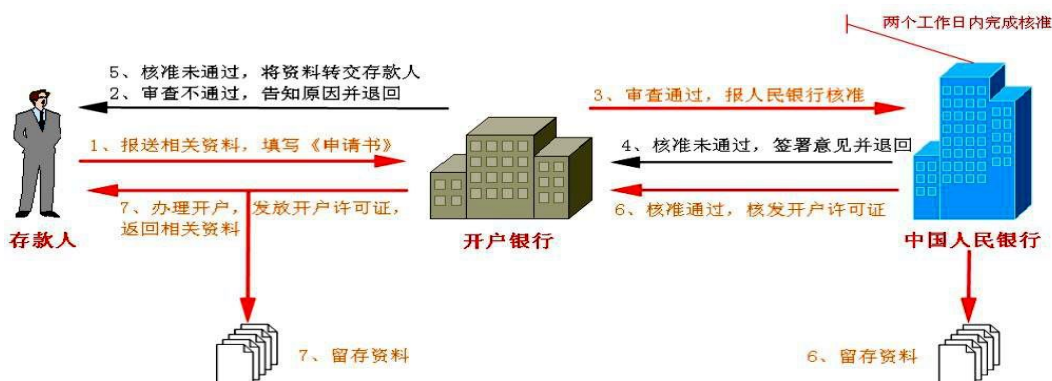 两个工作日内完成核准
5、核准未通过，将资料转交存款人
2、审查不通过，告知原因并退回
3、审查通过，报人民银行核准
1、报送相关资料，填写《申请书》
4、核准未通过，签署意见并退回
7、办理开户，发放开户许可证，
返回相关资料
6、核准通过，核发开户许可证
存款人
开户银行
中国人民银行
7、留存资料
6、留存资料